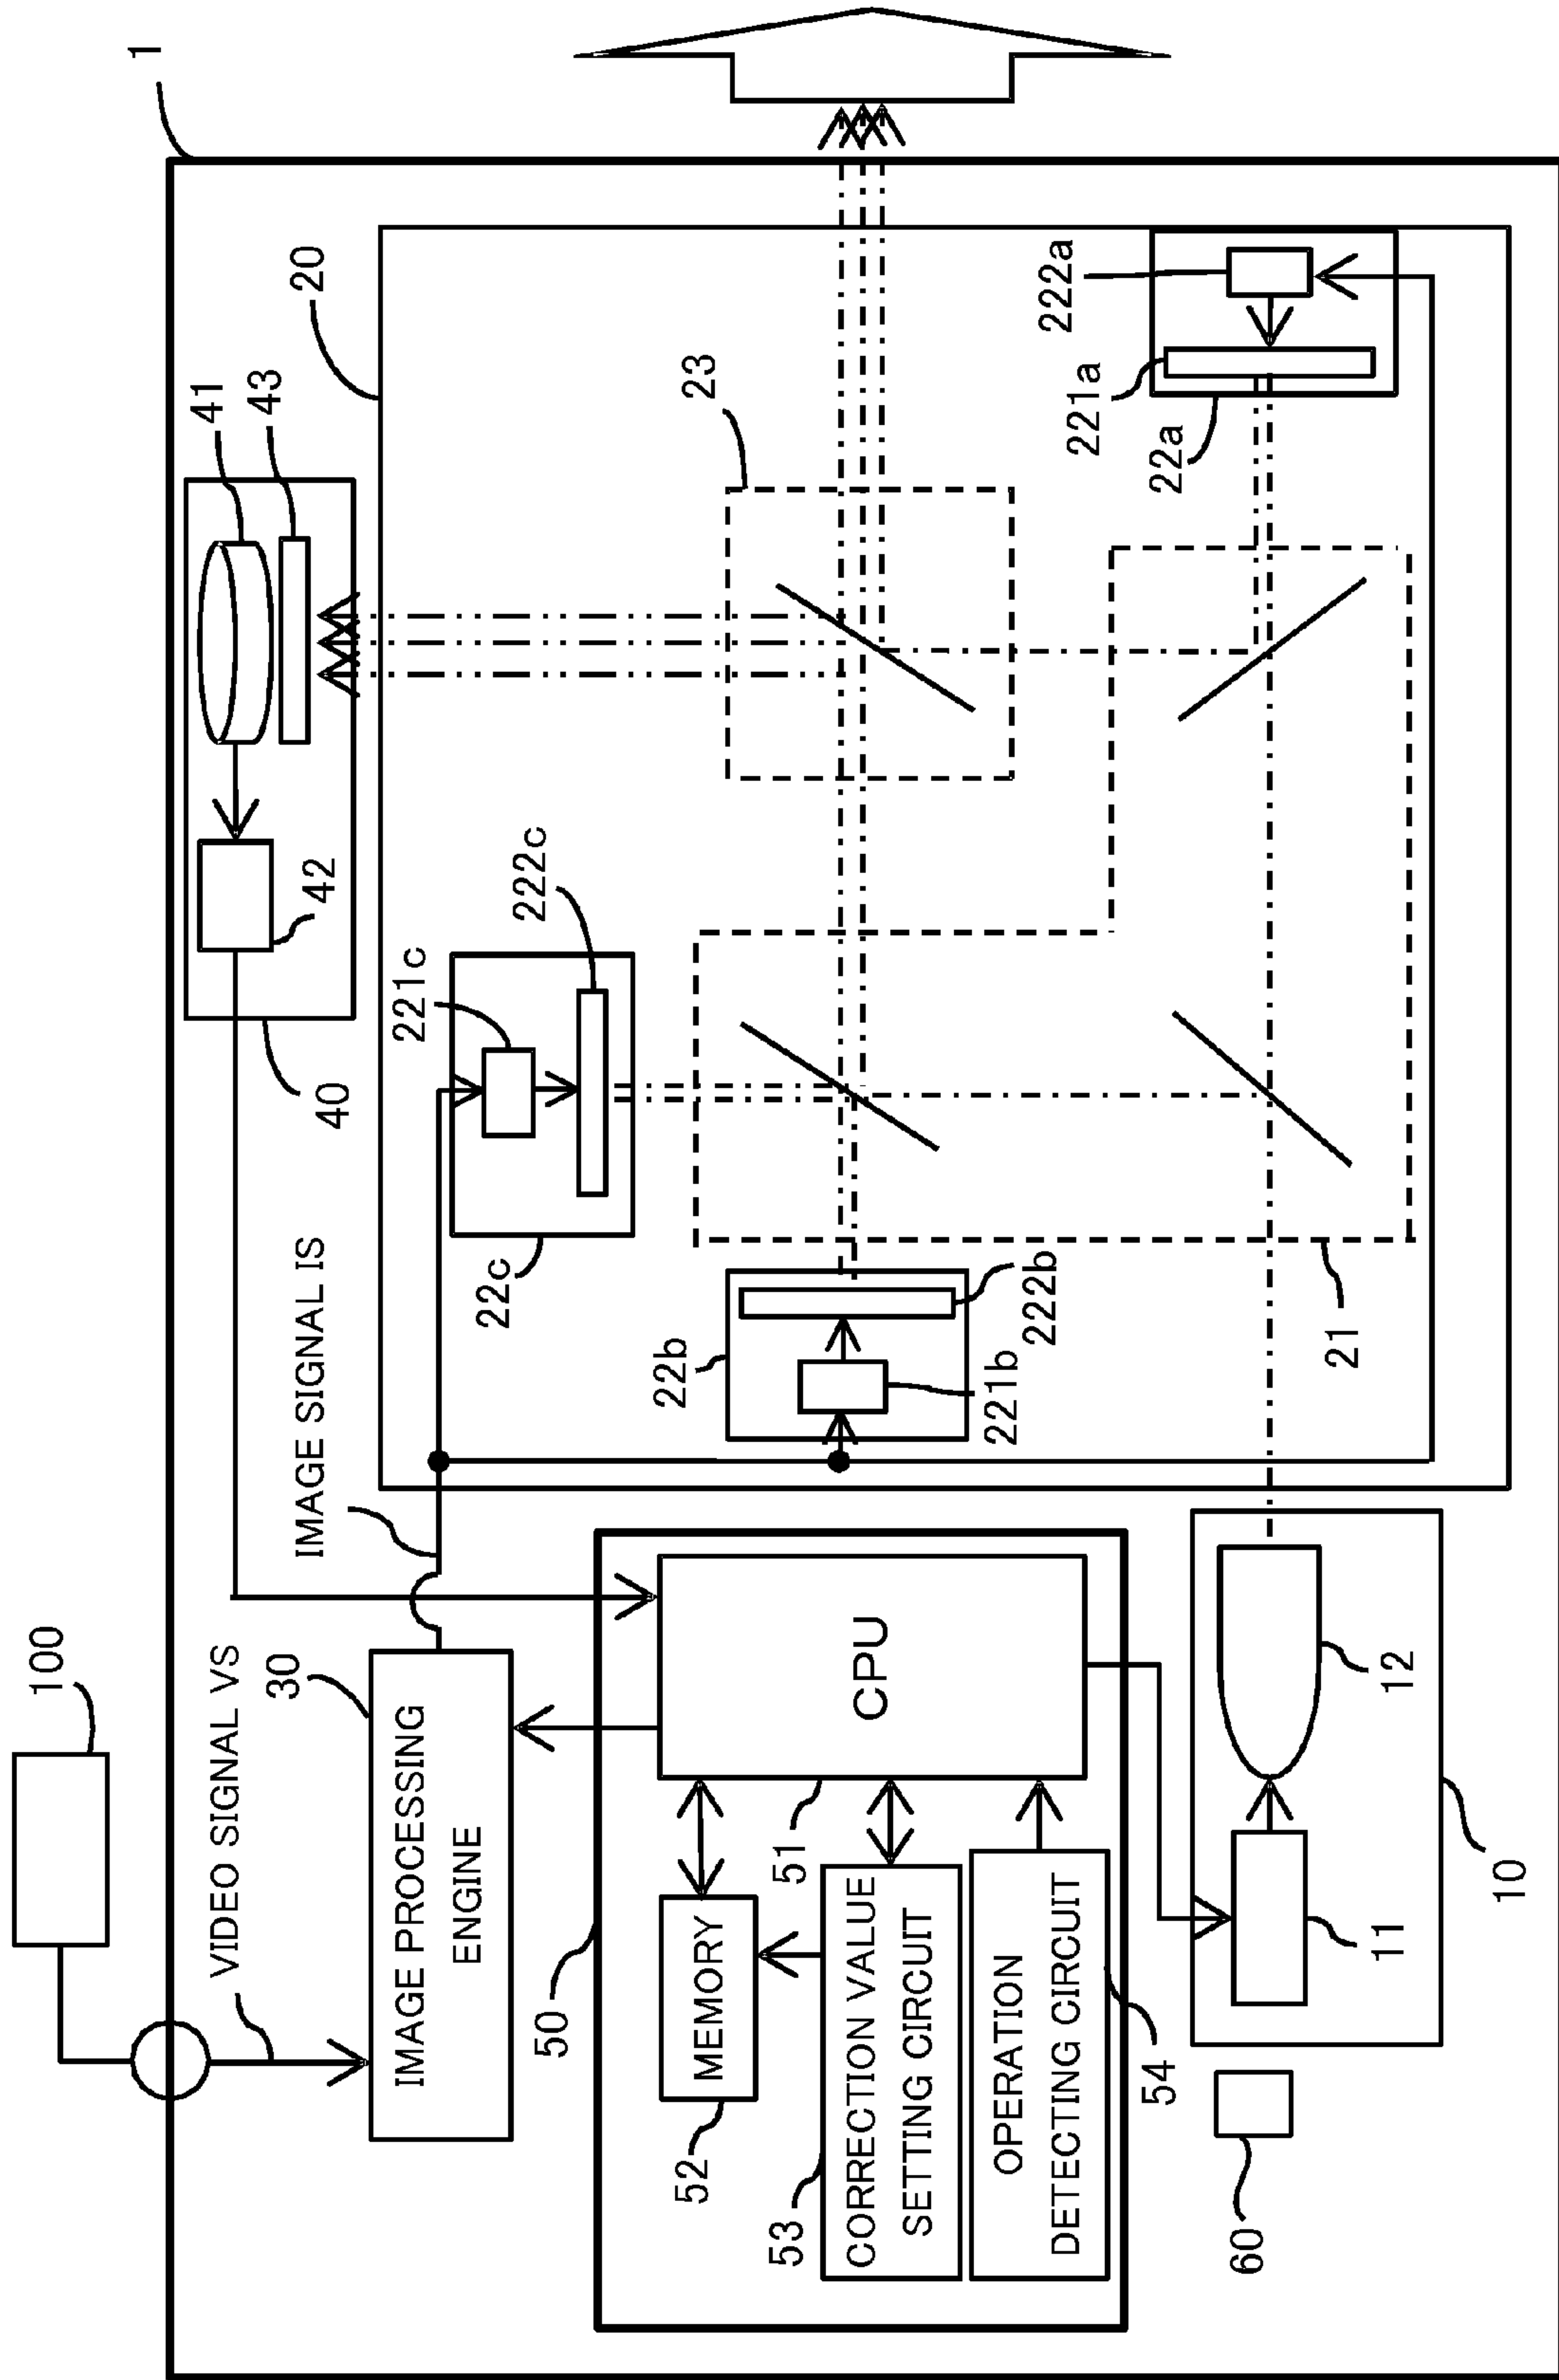 100
1
VIDEO SIGNAL VS
41
43
30
IMAGE SIGNAL IS
20
42
40
IMAGE PROCESSING
ENGINE
221c
22c
222c
50
22b
52
23
MEMORY
53
51
CORRECTION VALUE
SETTING CIRCUIT
CPU
OPERATION
DETECTING CIRCUIT
221b
222b
222a
221a
22a
54
60
21
11
12
10